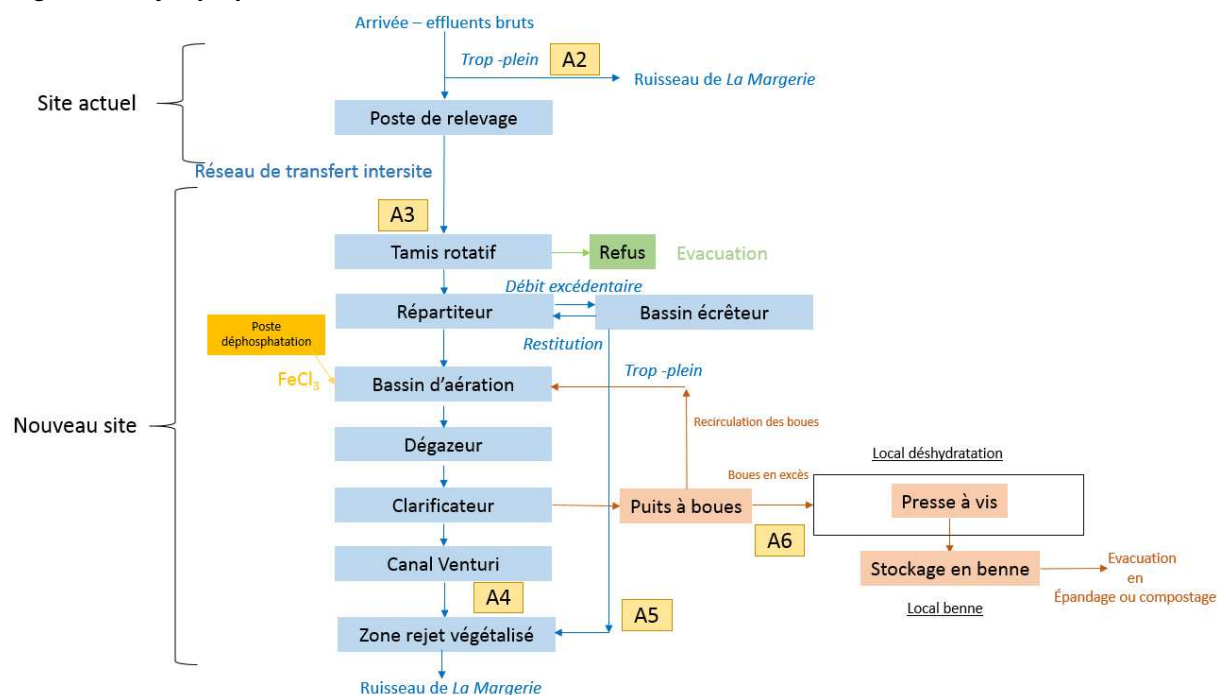 Arrivée – effluents bruts
Trop -plein
A2
Ruisseau de La Margerie
Site actuel
Poste de relevage
Réseau de transfert intersite
A3
Tamis rotatif
Refus
Evacuation
Débit excédentaire
Répartiteur
Bassin écrêteur
Poste
déphosphatation
Restitution
FeCl₃
Bassin d'aération
Trop -plein
Nouveau site
Recirculation des boues
Dégazeur
Local déshydratation
Boues en excès
Clarificateur
Puits à boues
Presse à vis
A6
Canal Venturi
Stockage en benne
Evacuation
en
Épandage ou compostage
A4
A5
Local benne
Zone rejet végétalisé
Ruisseau de La Margerie